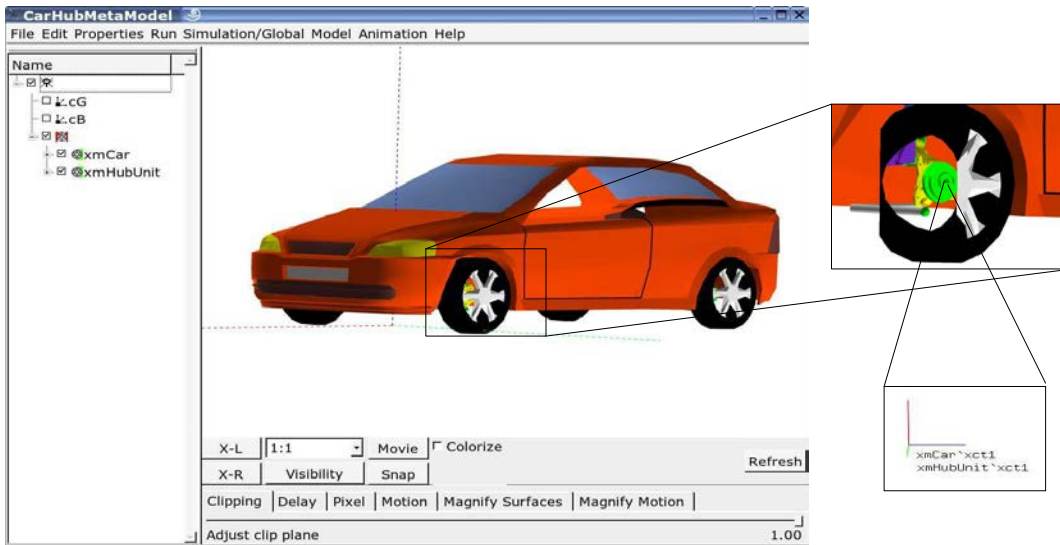 CarHubMetaModel
File Edit Properties Run Simulation/Global Model Animation Help
Name
cG
cB
xmCar
xmHubUnit
X-L 1:1 Movie Colorize
X-R Visibility Snap Refresh
Clipping Delay Pixel Motion Magnify Surfaces Magnify Motion
Adjust clip plane 1.00
xmCar`xct1
xmHubUnit`xct1